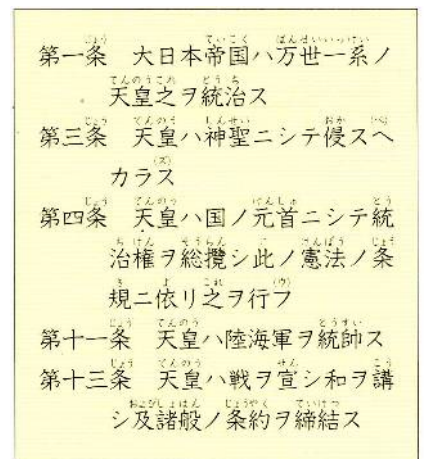 第一条 大日本帝国ハ万世一系ノ
天皇之ヲ統治ス
第三条 天皇ハ神聖ニシテ侵スヘ
カラス
第四条 天皇ハ国ノ元首ニシテ統
治権ヲ総攬シ此ノ憲法ノ条
規ニ依リ之ヲ行フ
第十一条 天皇ハ陸海軍ヲ統帥ス
第十三条 天皇ハ戦ヲ宣シ和ヲ講
シ及諸般ノ条約ヲ締結ス